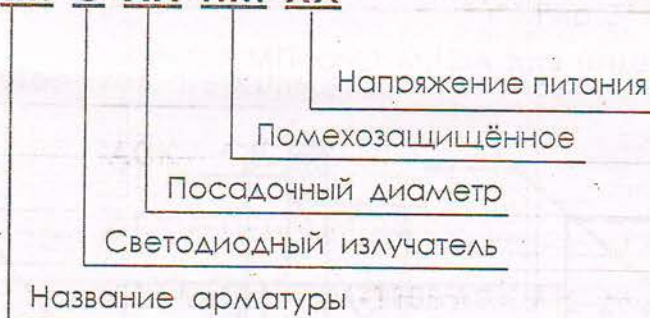 Напряжение питания
Помехозащищённое
Посадочный диаметр
Светодиодный излучатель
Название арматуры